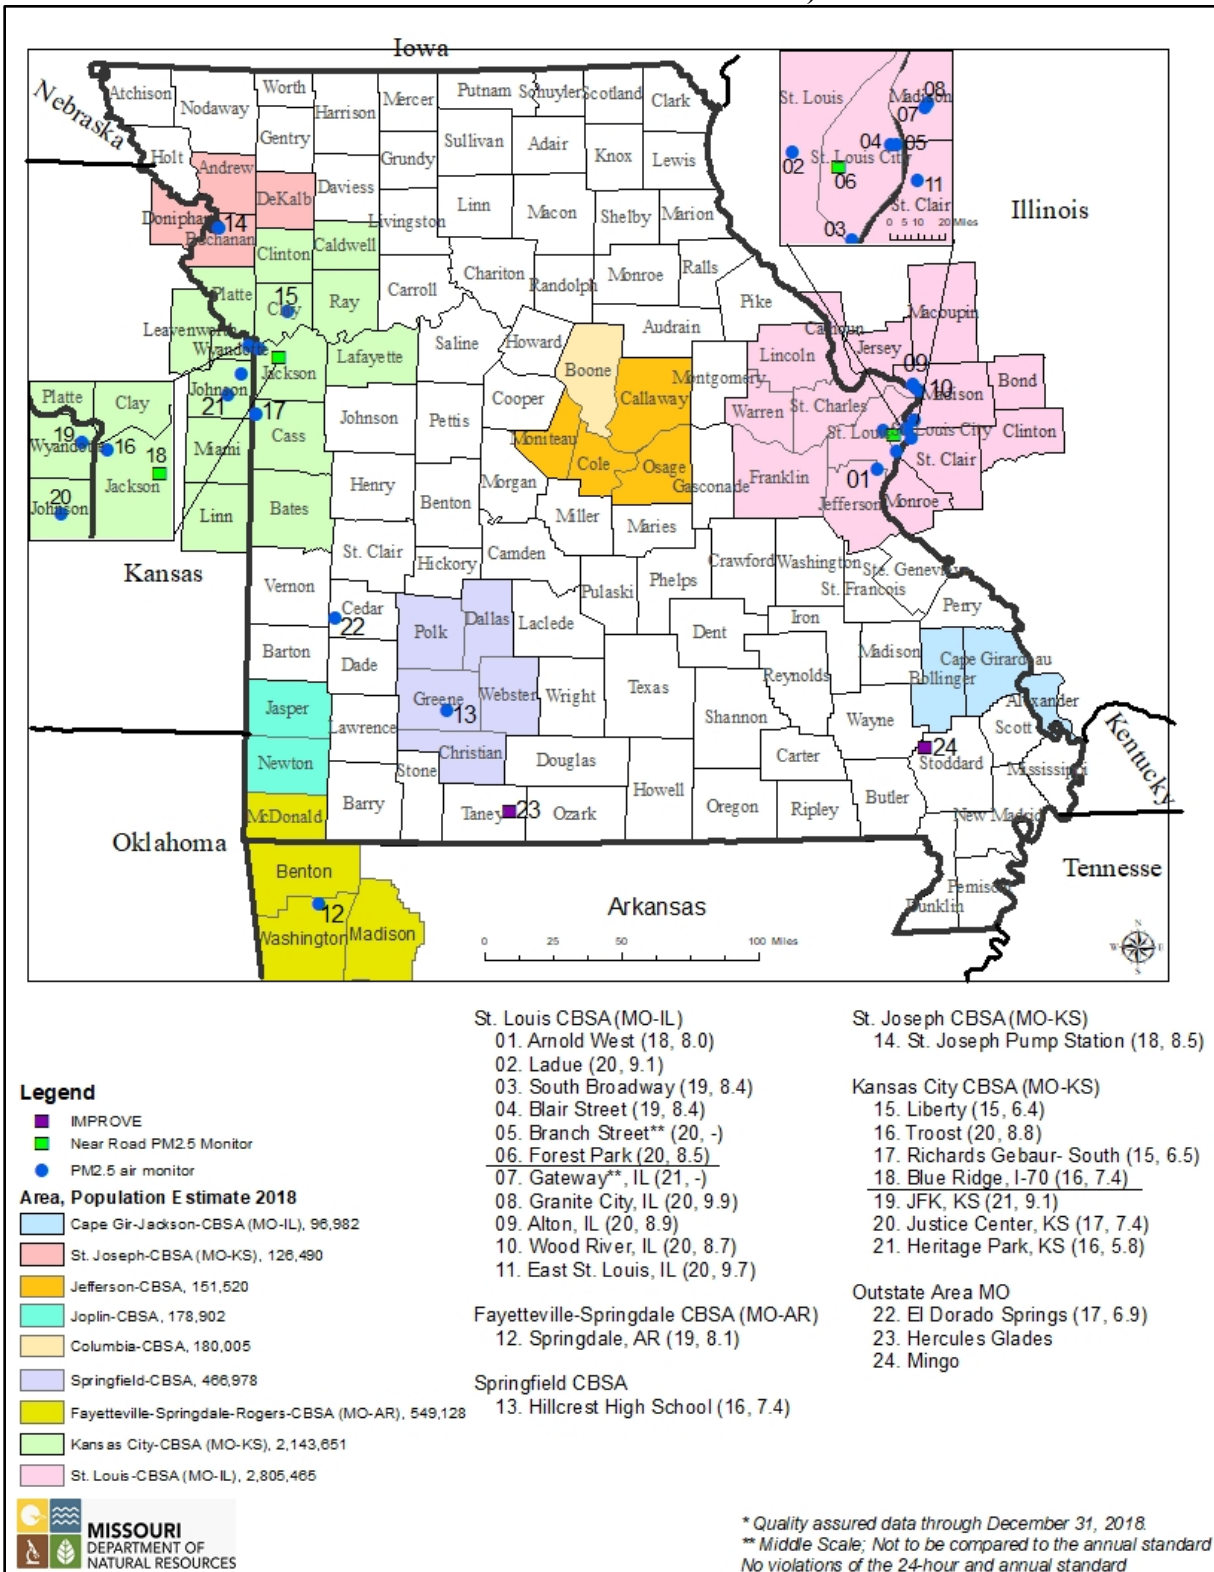 Iowa
Nebraska
Illinois
Kansas
Oklahoma
Arkansas
Kentucky
Tennesse
Atchison
Nodaway
Worth
Gentry
Harrison
Mercer
Putnam
Schuyler
Scotland
Clark
Holt
Andrew
DeKalb
Daviess
Grundy
Sullivan
Adair
Knox
Lewis
Doniphan
14
Buchanan
Clinton
Caldwell
Livingston
Linn
Macon
Shelby
Marion
Platte
15
Clay
Ray
Carroll
Chariton
Randolph
Monroe
Ralls
Pike
Leavenworth
Wyandotte
Jackson
Lafayette
Saline
Howard
Audrain
Boone
Callaway
Montgomery
Lincoln
Calhoun
Jersey
Macoupin
Johnson
21
17
Cass
Johnson
Pettis
Cooper
Moniteau
Cole
Osage
Gasconade
Warren
St. Charles
St. Louis
St. Louis City
09
10
Madison
Bond
Clinton
St. Clair
Franklin
01
Jefferson
Monroe
Miami
Linn
Bates
Henry
Benton
Morgan
Miller
Maries
Camden
Hickory
St. Clair
Vernon
Cedar
22
Polk
Dallas
Laclede
Pulaski
Phelps
Crawford
Washington
St. Francois
Ste. Genevieve
Perry
Iron
Dent
Barton
Dade
Jasper
Newton
McDonald
Lawrence
Barry
Greene
13
Webster
Christian
Stone
Taney
23
Ozark
Douglas
Wright
Texas
Howell
Shannon
Oregon
Carter
Ripley
Reynolds
Madison
Wayne
Butler
Bollinger
Cape Girardeau
Alexander
Scott
24
Stoddard
Mississippi
New Madrid
Pemiscot
Dunklin
Benton
12
Washington
Madison
0 25 50 100 Miles
N
W E
S
St. Louis
Madison
08
07
04
05
02
St. Louis City
06
11
St. Clair
03
0 5 10 20 Miles
Platte
Clay
19
Wyandotte
16
18
Jackson
20
Johnson
Legend
IMPROVE
Near Road PM2.5 Monitor
PM2.5 air monitor
Area, Population Estimate 2018
Cape Gir-Jackson-CBSA (MO-IL), 96,982
St. Joseph-CBSA (MO-KS), 126,490
Jefferson-CBSA, 151,520
Joplin-CBSA, 178,902
Columbia-CBSA, 180,005
Springfield-CBSA, 466,978
Fayetteville-Springdale-Rogers-CBSA (MO-AR), 549,128
Kansas City-CBSA (MO-KS), 2,143,651
St. Louis-CBSA (MO-IL), 2,805,465
St. Louis CBSA (MO-IL)
01. Arnold West (18, 8.0)
02. Ladue (20, 9.1)
03. South Broadway (19, 8.4)
04. Blair Street (19, 8.4)
05. Branch Street** (20, -)
06. Forest Park (20, 8.5)
07. Gateway**, IL (21, -)
08. Granite City, IL (20, 9.9)
09. Alton, IL (20, 8.9)
10. Wood River, IL (20, 8.7)
11. East St. Louis, IL (20, 9.7)
Fayetteville-Springdale CBSA (MO-AR)
12. Springdale, AR (19, 8.1)
Springfield CBSA
13. Hillcrest High School (16, 7.4)
St. Joseph CBSA (MO-KS)
14. St. Joseph Pump Station (18, 8.5)
Kansas City CBSA (MO-KS)
15. Liberty (15, 6.4)
16. Troost (20, 8.8)
17. Richards Gebaur- South (15, 6.5)
18. Blue Ridge, I-70 (16, 7.4)
19. JFK, KS (21, 9.1)
20. Justice Center, KS (17, 7.4)
21. Heritage Park, KS (16, 5.8)
Outstate Area MO
22. El Dorado Springs (17, 6.9)
23. Hercules Glades
24. Mingo
MISSOURI
DEPARTMENT OF
NATURAL RESOURCES
* Quality assured data through December 31, 2018.
** Middle Scale; Not to be compared to the annual standard
No violations of the 24-hour and annual standard